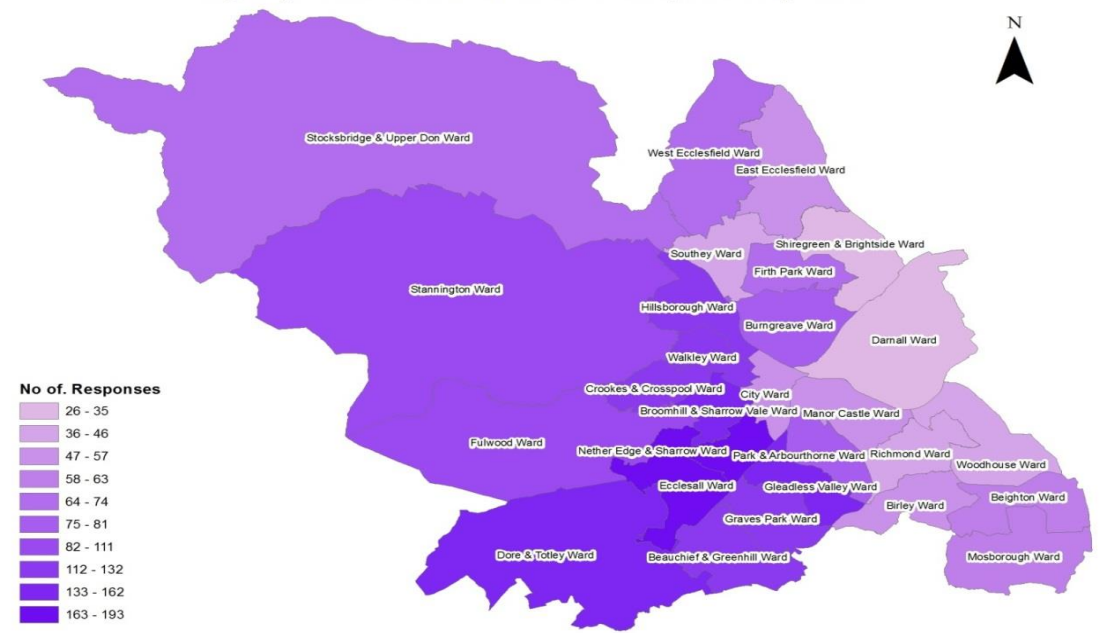 N
Stocksbridge & Upper Don Ward
West Ecclesfield Ward
East Ecclesfield Ward
Shiregreen & Brightside Ward
Southey Ward
Firth Park Ward
Stannington Ward
Hillsborough Ward
Burngreave Ward
Darnall Ward
Walkley Ward
Crookes & Crosspool Ward
City Ward
Broomhill & Sharrow Vale Ward
Manor Castle Ward
Fulwood Ward
Nether Edge & Sharrow Ward
Park & Arbourthorne Ward
Richmond Ward
Woodhouse Ward
Ecclesall Ward
Gleadless Valley Ward
Beighton Ward
Birley Ward
Graves Park Ward
Dore & Totley Ward
Beauchief & Greenhill Ward
Mosborough Ward
No of. Responses
26 - 35
36 - 46
47 - 57
58 - 63
64 - 74
75 - 81
82 - 111
112 - 132
133 - 162
163 - 193